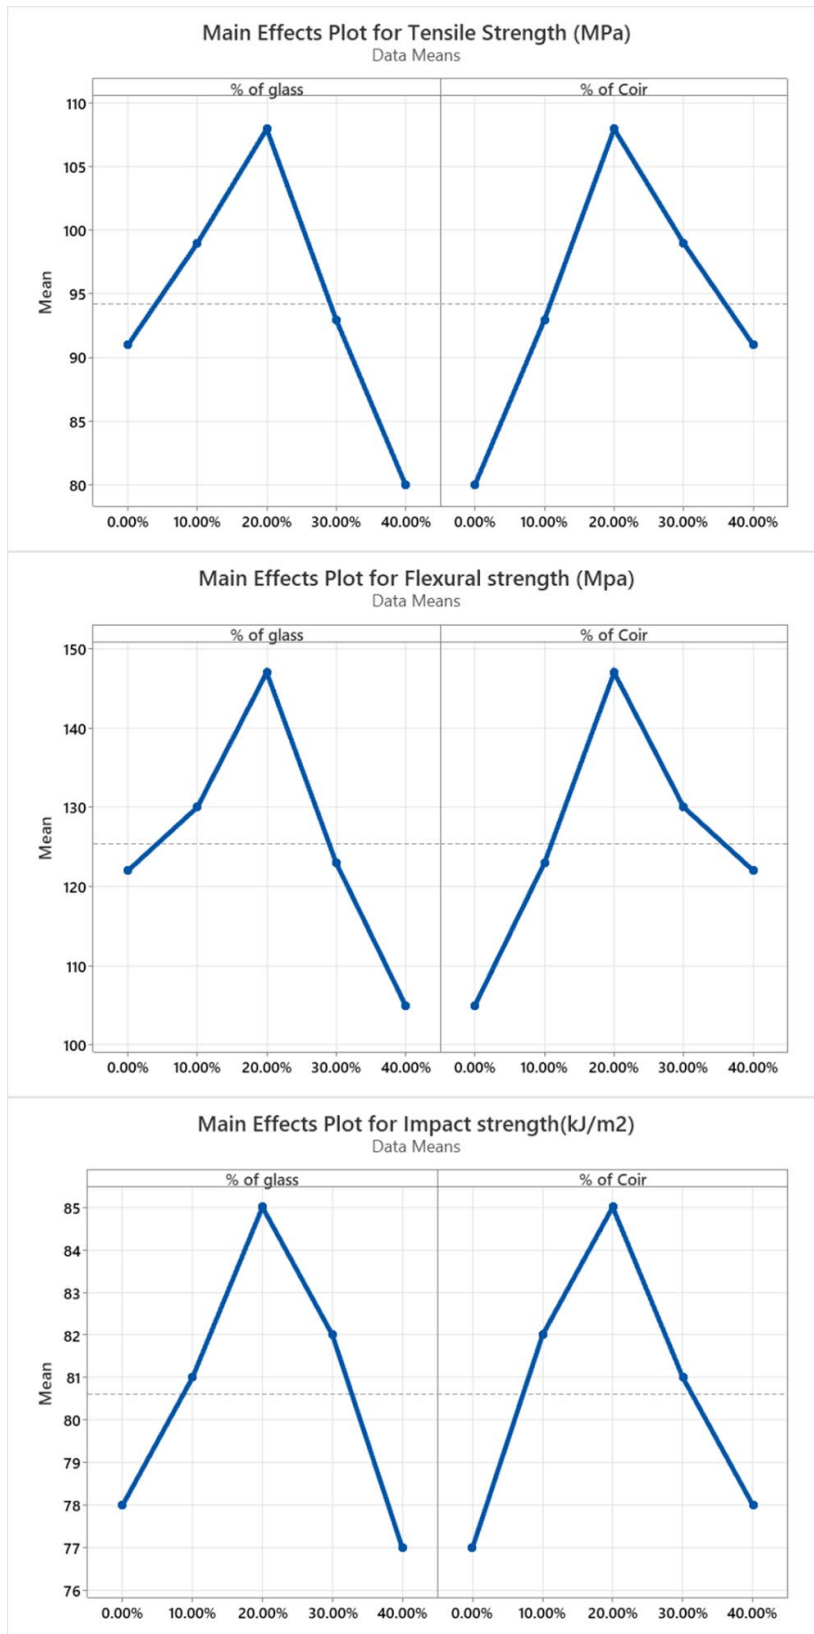 Main Effects Plot for Tensile Strength (MPa)
Data Means
% of glass % of Coir
110
105
100
95
90
85
80
Mean
0.00% 10.00% 20.00% 30.00% 40.00% 0.00% 10.00% 20.00% 30.00% 40.00%
Main Effects Plot for Flexural strength (Mpa)
Data Means
% of glass % of Coir
150
140
130
120
110
100
Mean
0.00% 10.00% 20.00% 30.00% 40.00% 0.00% 10.00% 20.00% 30.00% 40.00%
Main Effects Plot for Impact strength(kJ/m2)
Data Means
% of glass % of Coir
85
84
83
82
81
80
79
78
77
76
Mean
0.00% 10.00% 20.00% 30.00% 40.00% 0.00% 10.00% 20.00% 30.00% 40.00%